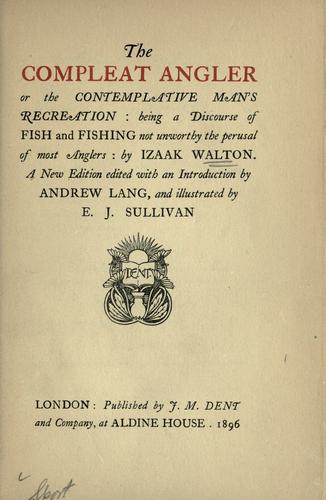 The
COMPLEAT ANGLER
or the CONTEMPLATIVE MAN'S
RECREATION : being a Discourse of
FISH and FISHING not unworthy the perusal
of most Anglers : by IZAAK WALTON.
A New Edition edited with an Introduction by
ANDREW LANG, and illustrated by
E. J. SULLIVAN
DENT
LONDON : Published by J. M. DENT
and Company, at ALDINE HOUSE . 1896